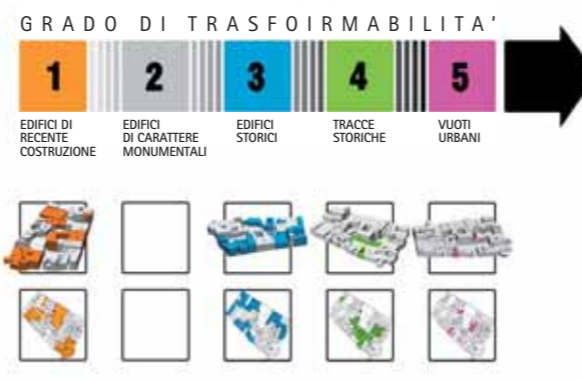 GRADO DI TRASFOIRMABILITA'
1 2 3 4 5
EDIFICI DI
RECENTE
COSTRUZIONE
EDIFICI
DI CARATTERE
MONUMENTALI
EDIFICI
STORICI
TRACCE
STORICHE
VUOTI
URBANI